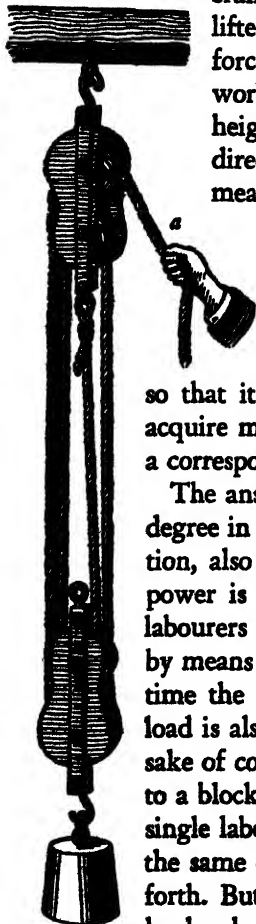 lifte
forc
wor
heig
direc
mea
a
so that it
acquire m
a correspo
The ans
degree in
tion, also
power is
labourers
by means
time the
load is als
sake of co
to a block
single labo
the same
forth. But